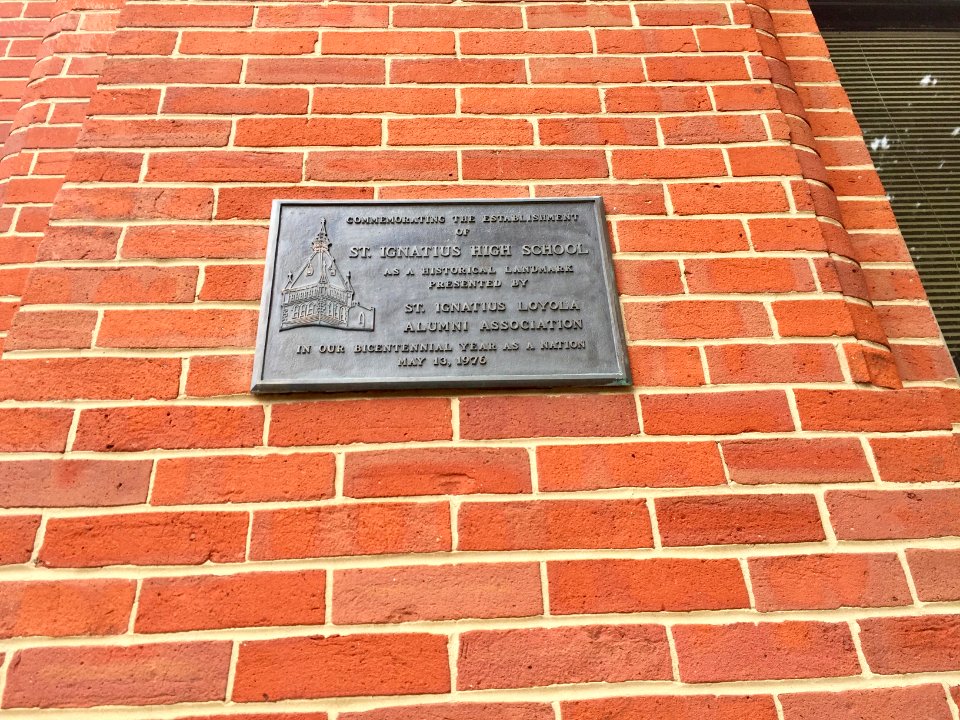 COMMEMORATING THE ESTABLISHMENT
OF
ST. IGNATIUS HIGH SCHOOL
AS A HISTORICAL LANDMARK
PRESENTED BY
ST. IGNATIUS LOYOLA
ALUMNI ASSOCIATION
IN OUR BICENTENNIAL YEAR AS A NATION
MAY 13, 1976